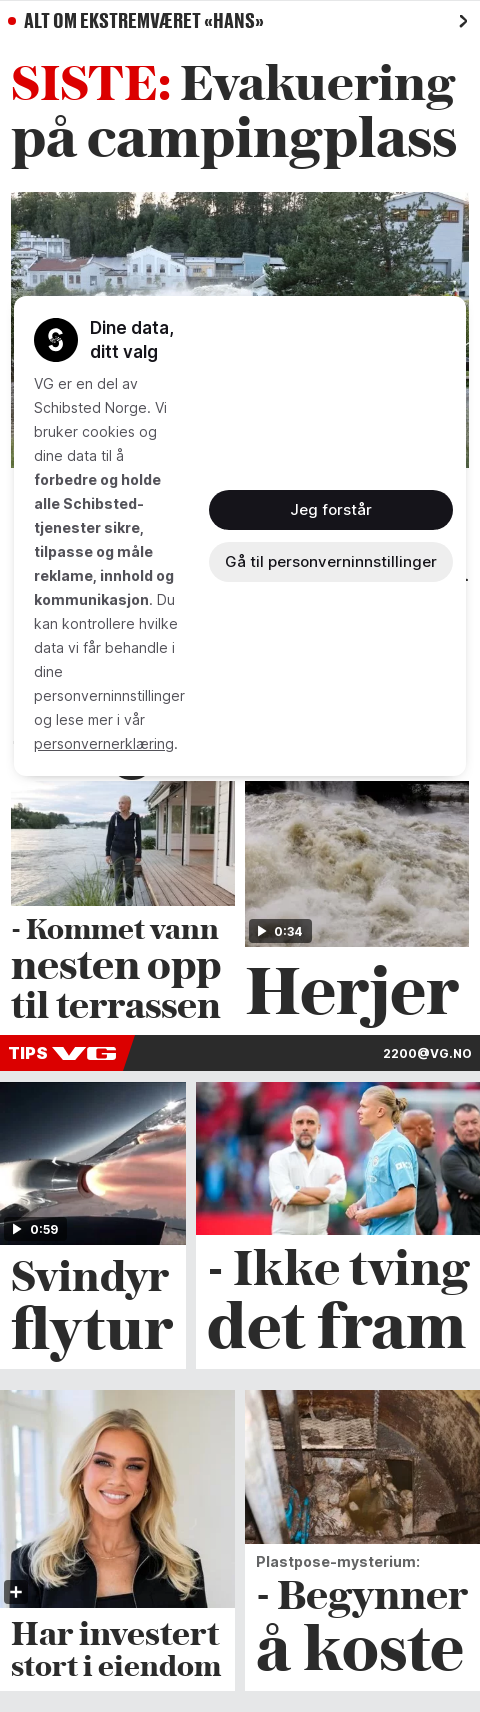 ALT OM EKSTREMVÆRET «HANS»
SISTE: Evakuering
på campingplass
Dine data,
ditt valg
VG er en del av
Schibsted Norge. Vi
bruker cookies og
dine data til å
forbedre og holde
alle Schibsted-
tjenester sikre,
tilpasse og måle
reklame, innhold og
kommunikasjon. Du
kan kontrollere hvilke
data vi får behandle i
dine
personverninnstillinger
og lese mer i vår
personvernerklæring.
Jeg forstår
Gå til personverninnstillinger
- Kommet vann
nesten opp
til terrassen
0:34
Herjer
TIPS VG
2200@VG.NO
0:59
Svindyr
flytur
- Ikke tving
det fram
Har investert
stort i eiendom
Plastpose-mysterium:
- Begynner
å koste